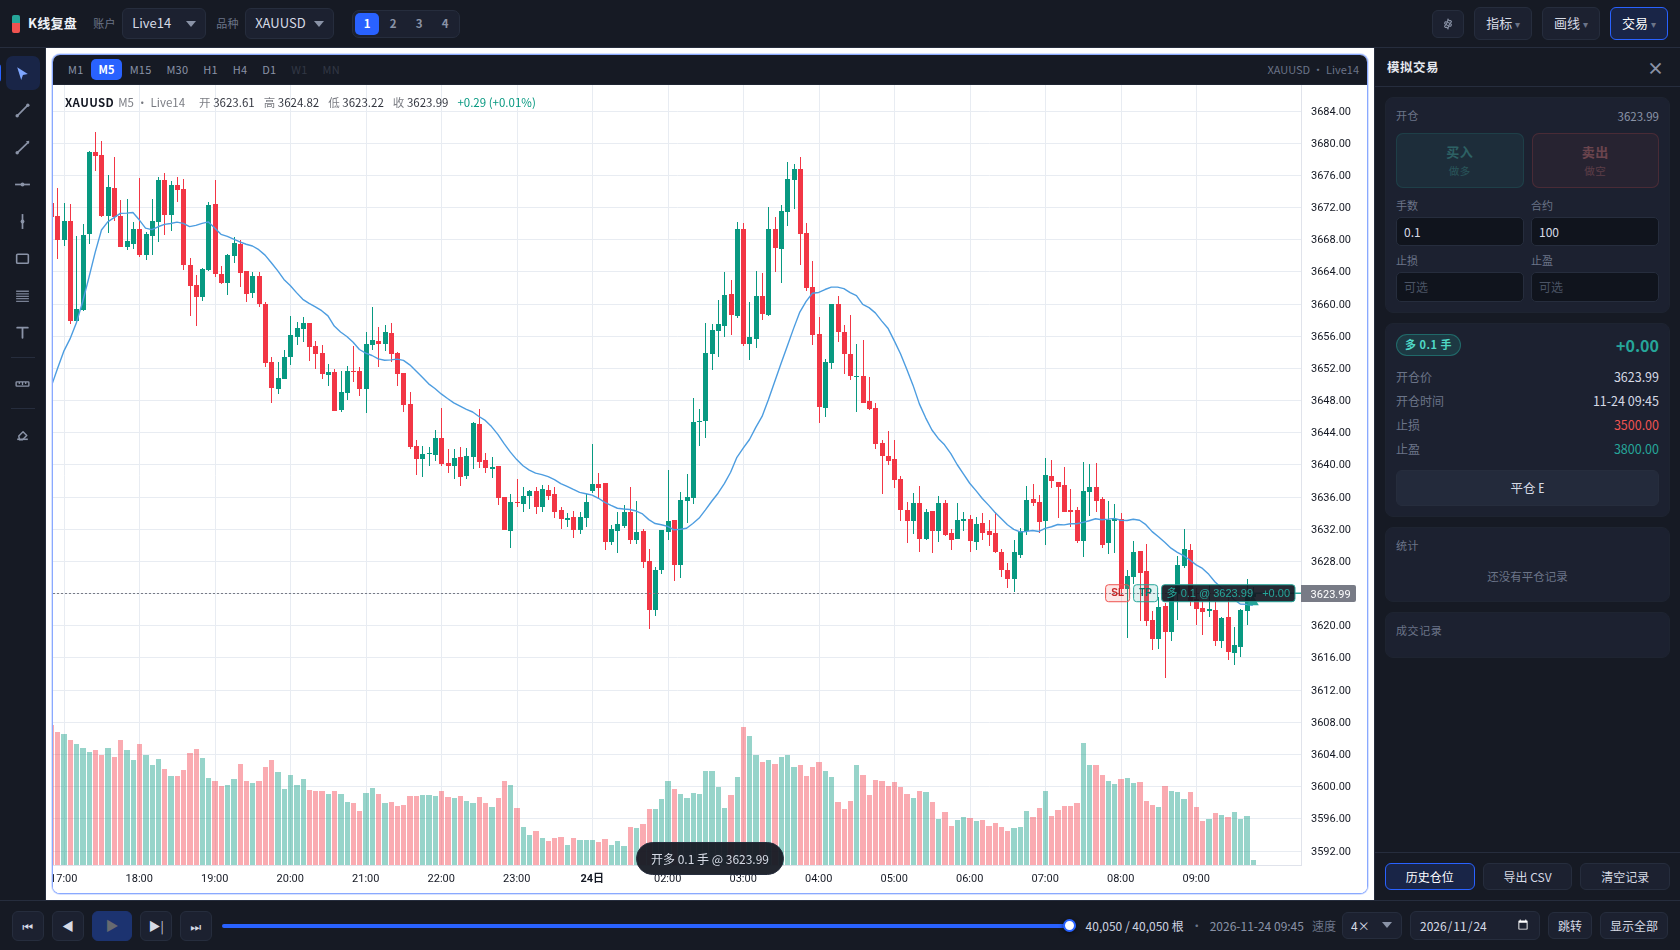 K线复盘 账户 Live14 品种 XAUUSD 1 2 3 4 指标 画线 交易
M1 M5 M15 M30 H1 H4 D1 W1 MN XAUUSD • Live14
XAUUSD M5 • Live14 开 3623.61 高 3624.82 低 3623.22 收 3623.99 +0.29 (+0.01%)
3684.00
3680.00
3676.00
3672.00
3668.00
3664.00
3660.00
3656.00
3652.00
3648.00
3644.00
3640.00
3636.00
3632.00
3628.00
SL TP 多 0.1 @ 3623.99 +0.00 3623.99
3620.00
3616.00
3612.00
3608.00
3604.00
3600.00
3596.00
3592.00
开多 0.1 手 @ 3623.99
17:00 18:00 19:00 20:00 21:00 22:00 23:00 24日 02:00 03:00 04:00 05:00 06:00 07:00 08:00 09:00
模拟交易
开仓 3623.99
买入 卖出
做多 做空
手数 合约
0.1 100
止损 止盈
可选 可选
多 0.1 手 +0.00
开仓价 3623.99
开仓时间 11-24 09:45
止损 3500.00
止盈 3800.00
平仓 E
统计
还没有平仓记录
成交记录
历史仓位 导出 CSV 清空记录
40,050 / 40,050 根 • 2026-11-24 09:45 速度 4× 2026/11/24 跳转 显示全部